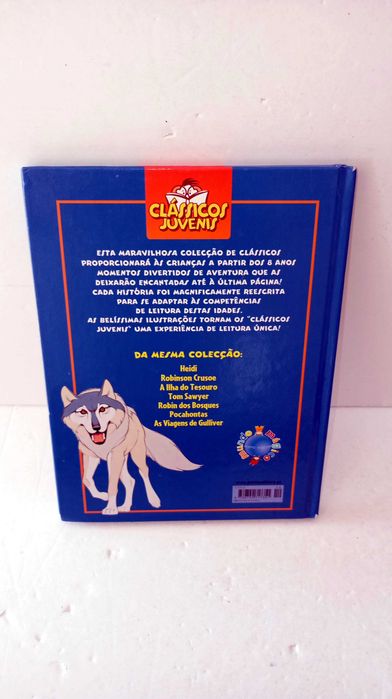 CLÁSSICOS
JUVENIS
ESTA MARAVILHOSA COLECÇÃO DE CLÁSSICOS
PROPORCIONARÁ ÀS CRIANÇAS A PARTIR DOS 8 ANOS
MOMENTOS DIVERTIDOS DE AVENTURA QUE AS
DEIXARÃO ENCANTADAS ATÉ À ÚLTIMA PÁGINA!
CADA HISTÓRIA FOI MAGNIFICAMENTE REESCRITA
PARA SE ADAPTAR ÀS COMPETÊNCIAS
DE LEITURA DESTAS IDADES.
AS BELÍSSIMAS ILUSTRAÇÕES TORNAM OS "CLÁSSICOS
JUVENIS" UMA EXPERIÊNCIA DE LEITURA ÚNICA!
DA MESMA COLECÇÃO:
Heidi
Robinson Crusoe
A Ilha do Tesouro
Tom Sawyer
Robin dos Bosques
Pocahontas
As Viagens de Gulliver